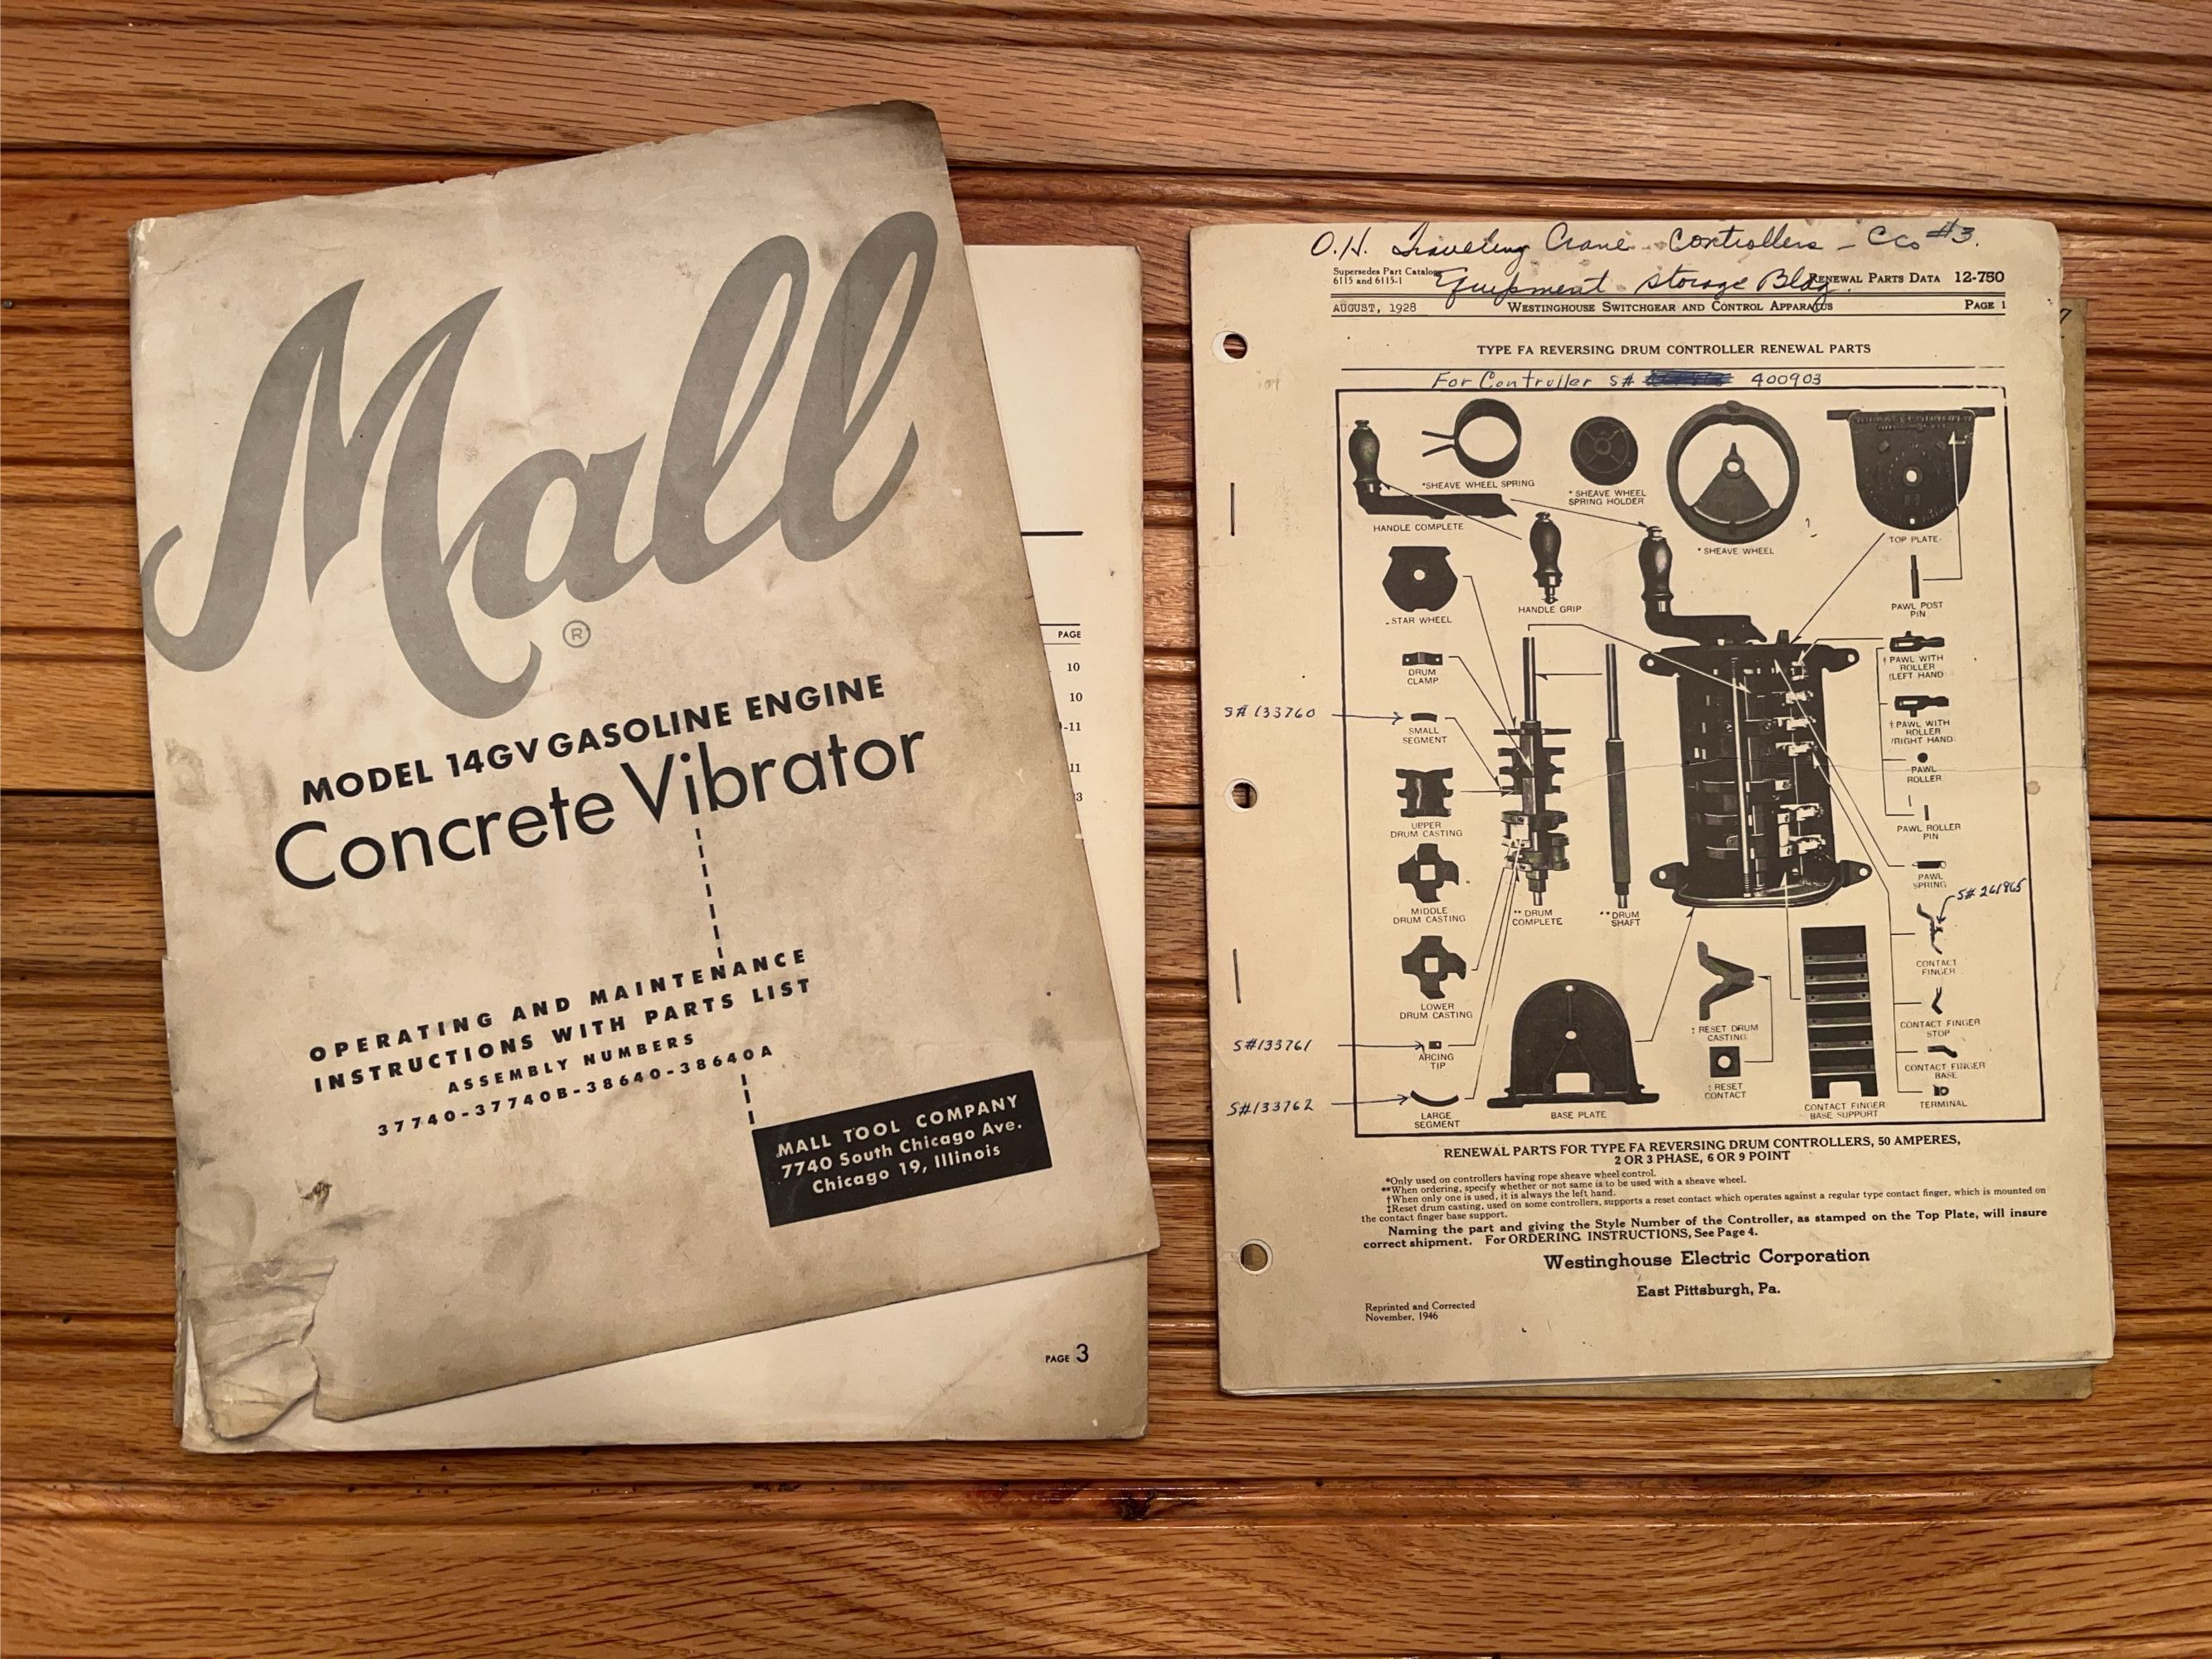 Mall
®
MODEL 14GV GASOLINE ENGINE
Concrete Vibrator
OPERATING AND MAINTENANCE
INSTRUCTIONS WITH PARTS LIST
ASSEMBLY NUMBERS
37740-37740B-38640-38640A
MALL TOOL COMPANY
7740 South Chicago Ave.
Chicago 19, Illinois
PAGE
10
10
-11
11
3
PAGE 3
O.H. Traveling Crane Controllers - CCo #3.
Equipment Storage Bldg.
Supersedes Part Catalog
6115 and 6115-1
RENEWAL PARTS DATA 12-750
AUGUST, 1928
WESTINGHOUSE SWITCHGEAR AND CONTROL APPARATUS
PAGE 1
TYPE FA REVERSING DRUM CONTROLLER RENEWAL PARTS
For Controller S# 400903
*SHEAVE WHEEL SPRING
*SHEAVE WHEEL
SPRING HOLDER
*SHEAVE WHEEL
TOP PLATE
HANDLE COMPLETE
HANDLE GRIP
STAR WHEEL
PAWL POST
PIN
DRUM
CLAMP
† PAWL WITH
ROLLER
(LEFT HAND
S# 133760
SMALL
SEGMENT
† PAWL WITH
ROLLER
(RIGHT HAND
PAWL
ROLLER
UPPER
DRUM CASTING
PAWL ROLLER
PIN
PAWL
SPRING
S# 261865
MIDDLE
DRUM CASTING
**DRUM
COMPLETE
**DRUM
SHAFT
CONTACT
FINGER
LOWER
DRUM CASTING
‡ RESET DRUM
CASTING
CONTACT FINGER
STOP
S#133761
ARCING
TIP
‡ RESET
CONTACT
CONTACT FINGER
BASE
S#133762
LARGE
SEGMENT
BASE PLATE
CONTACT FINGER
BASE SUPPORT
TERMINAL
RENEWAL PARTS FOR TYPE FA REVERSING DRUM CONTROLLERS, 50 AMPERES,
2 OR 3 PHASE, 6 OR 9 POINT
*Only used on controllers having rope sheave wheel control.
**When ordering, specify whether or not same is to be used with a sheave wheel.
†When only one is used, it is always the left hand.
‡Reset drum casting, used on some controllers, supports a reset contact which operates against a regular type contact finger, which is mounted on
the contact finger base support.
Naming the part and giving the Style Number of the Controller, as stamped on the Top Plate, will insure
correct shipment. For ORDERING INSTRUCTIONS, See Page 4.
Westinghouse Electric Corporation
East Pittsburgh, Pa.
Reprinted and Corrected
November, 1946